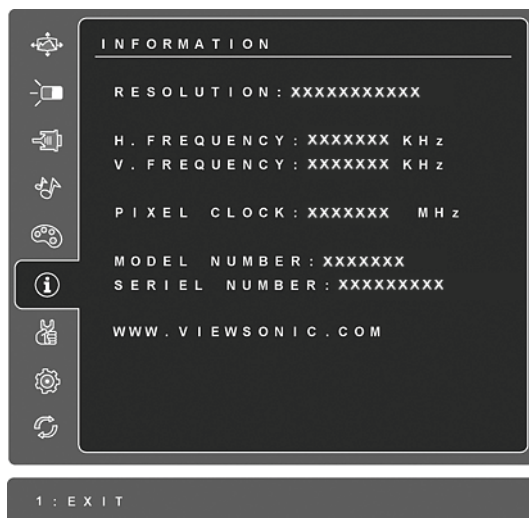 INFORMATION
RESOLUTION: XXXXXXXXXXX
H. FREQUENCY: XXXXXXX KHz
V. FREQUENCY: XXXXXXX KHz
PIXEL CLOCK: XXXXXXX MHz
MODEL NUMBER: XXXXXXX
SERIEL NUMBER: XXXXXXXXX
WWW.VIEWSONIC.COM
1: EXIT